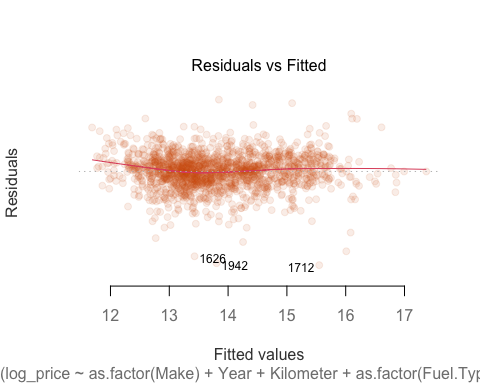 Residuals vs Fitted
Residuals
1626
1942
1712
12 13 14 15 16 17
Fitted values
(log_price ~ as.factor(Make) + Year + Kilometer + as.factor(Fuel.Typ